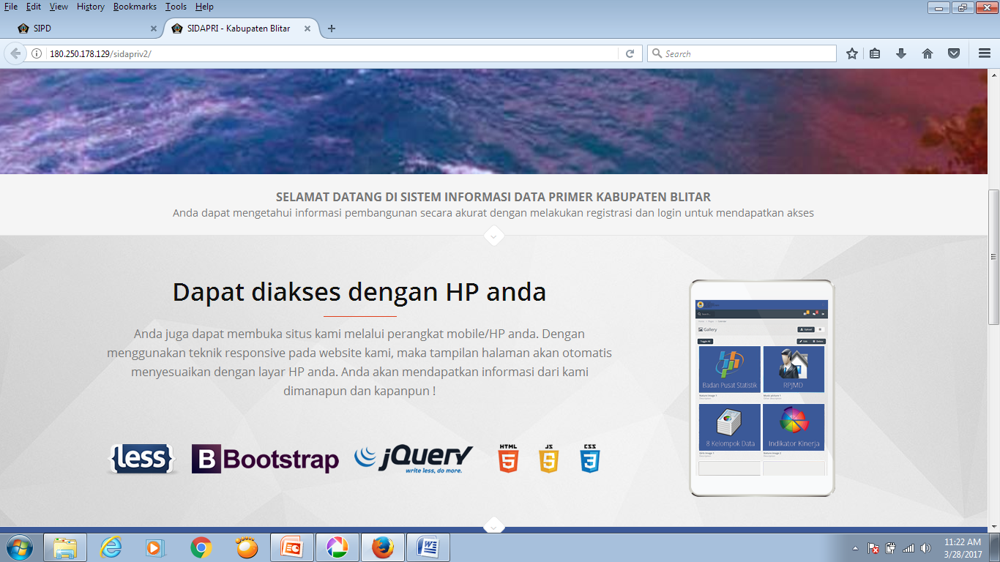 File Edit View History Bookmarks Tools Help
SIPD
SIDAPRI - Kabupaten Blitar
180.250.178.129/sidapriv2/
Search
SELAMAT DATANG DI SISTEM INFORMASI DATA PRIMER KABUPATEN BLITAR
Anda dapat mengetahui informasi pembangunan secara akurat dengan melakukan registrasi dan login untuk mendapatkan akses
Dapat diakses dengan HP anda
Anda juga dapat membuka situs kami melalui perangkat mobile/HP anda. Dengan
menggunakan teknik responsive pada website kami, maka tampilan halaman akan otomatis
menyesuaikan dengan layar HP anda. Anda akan mendapatkan informasi dari kami
dimanapun dan kapanpun !
{less}
B Bootstrap
jQuery
write less, do more.
HTML
5
JS
5
CSS
3
Gallery
Upload
Badan Pusat Statistik
RPJMD
8 Kelompok Data
Indikator Kinerja
11:22 AM
3/28/2017